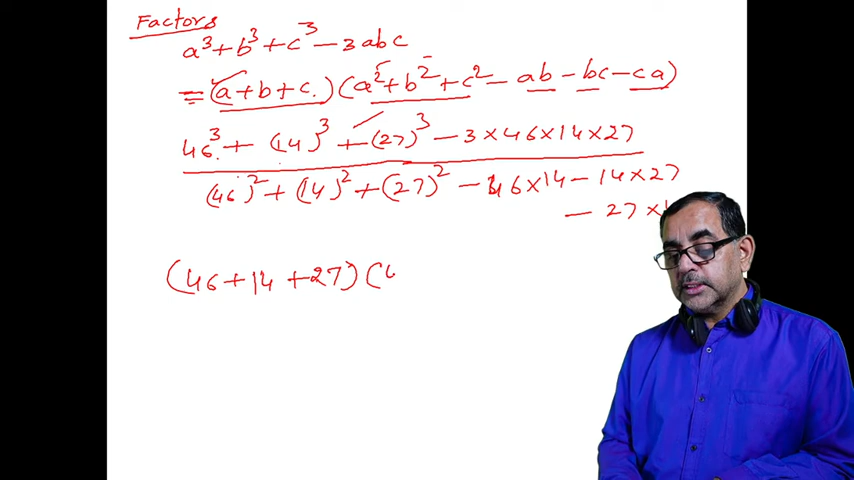 Factors
a³ + b³ + c³ - 3abc
= (a + b + c) (a² + b² + c² - ab - bc - ca)
46³ + (14)³ + (27)³ - 3 × 46 × 14 × 27
(46)² + (14)² + (27)² - 46 × 14 - 14 × 27
- 27 ×
(46 + 14 + 27) (4